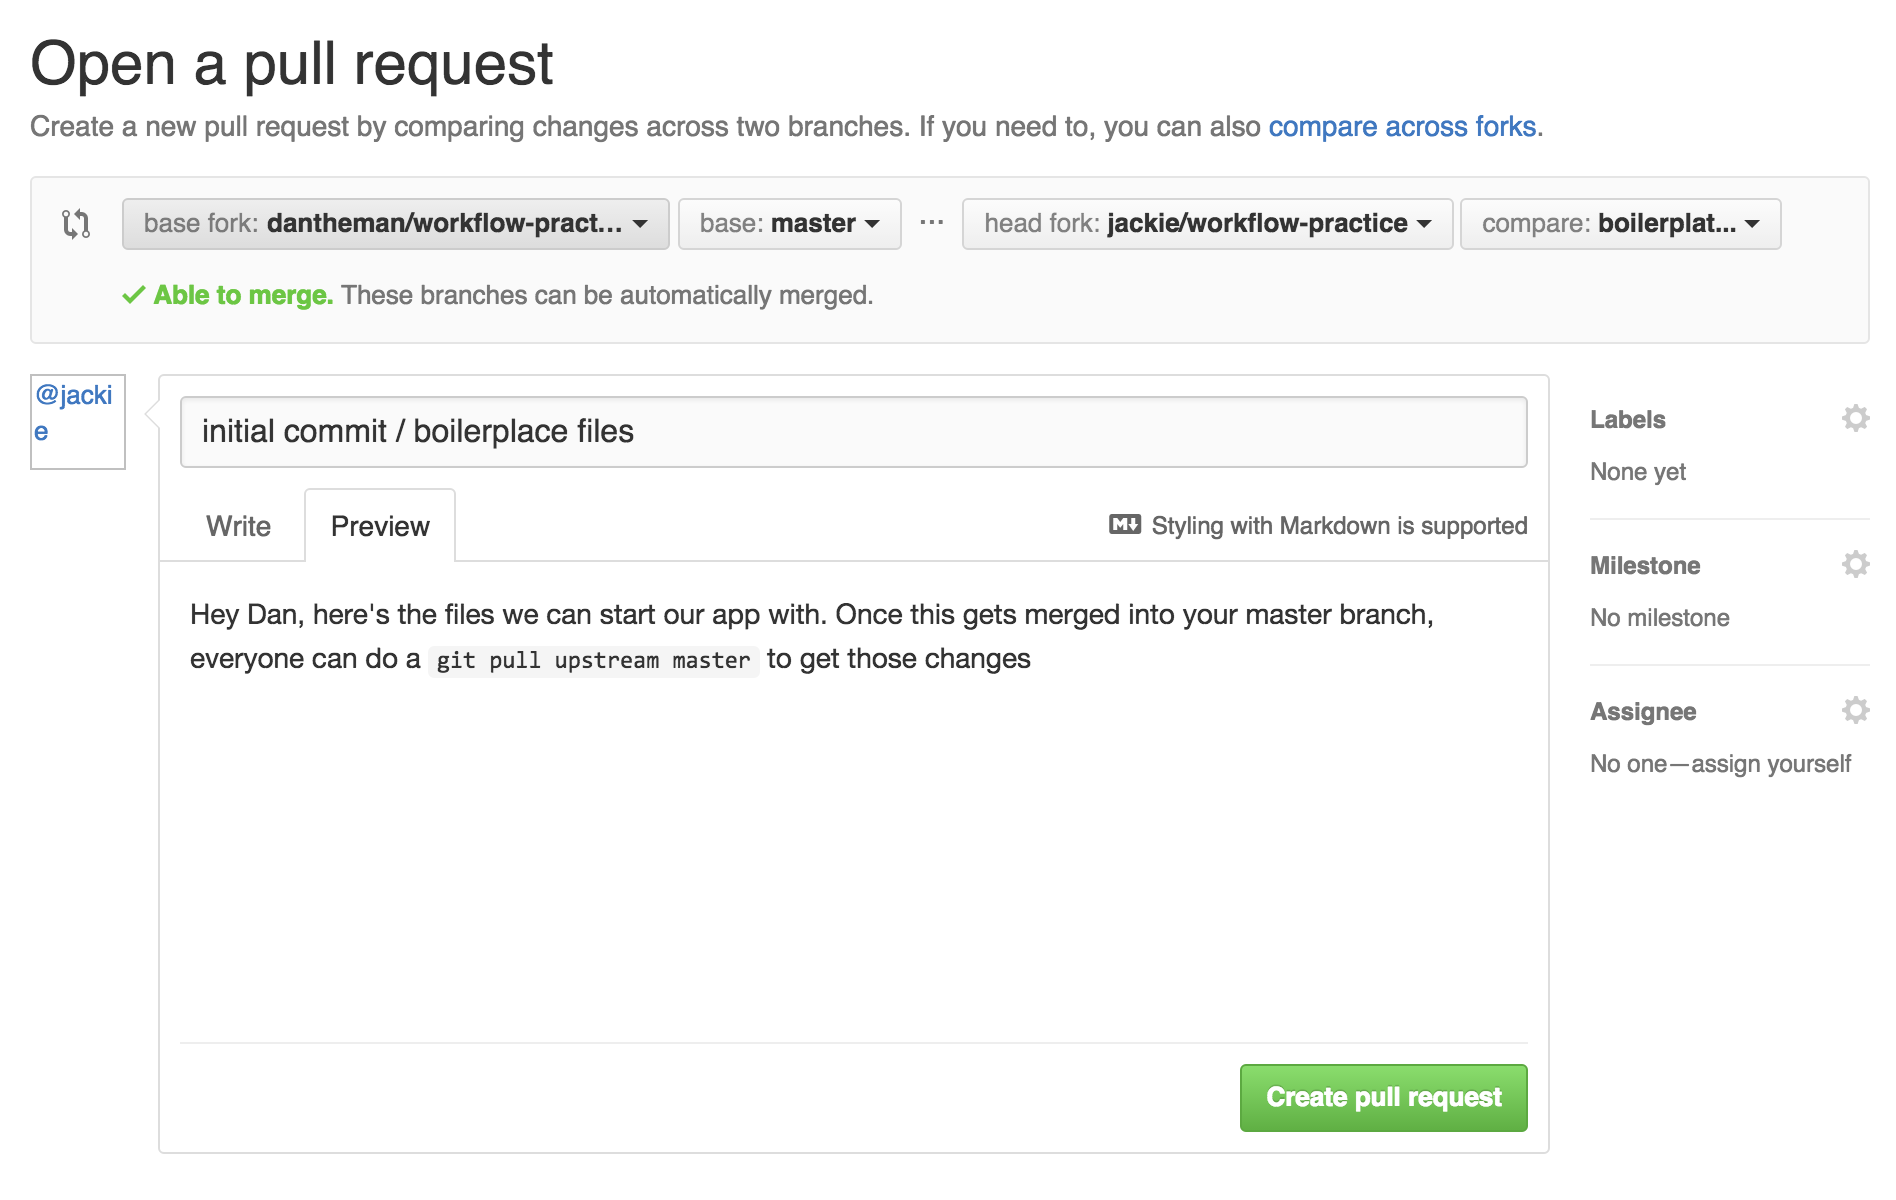 Open a pull request
Create a new pull request by comparing changes across two branches. If you need to, you can also compare across forks.
base fork: dantheman/workflow-pract... base: master ... head fork: jackie/workflow-practice compare: boilerplat...
Able to merge. These branches can be automatically merged.
@jacki
e
initial commit / boilerplace files
Write Preview M Styling with Markdown is supported
Hey Dan, here's the files we can start our app with. Once this gets merged into your master branch,
everyone can do a git pull upstream master to get those changes
Create pull request
Labels
None yet
Milestone
No milestone
Assignee
No one—assign yourself